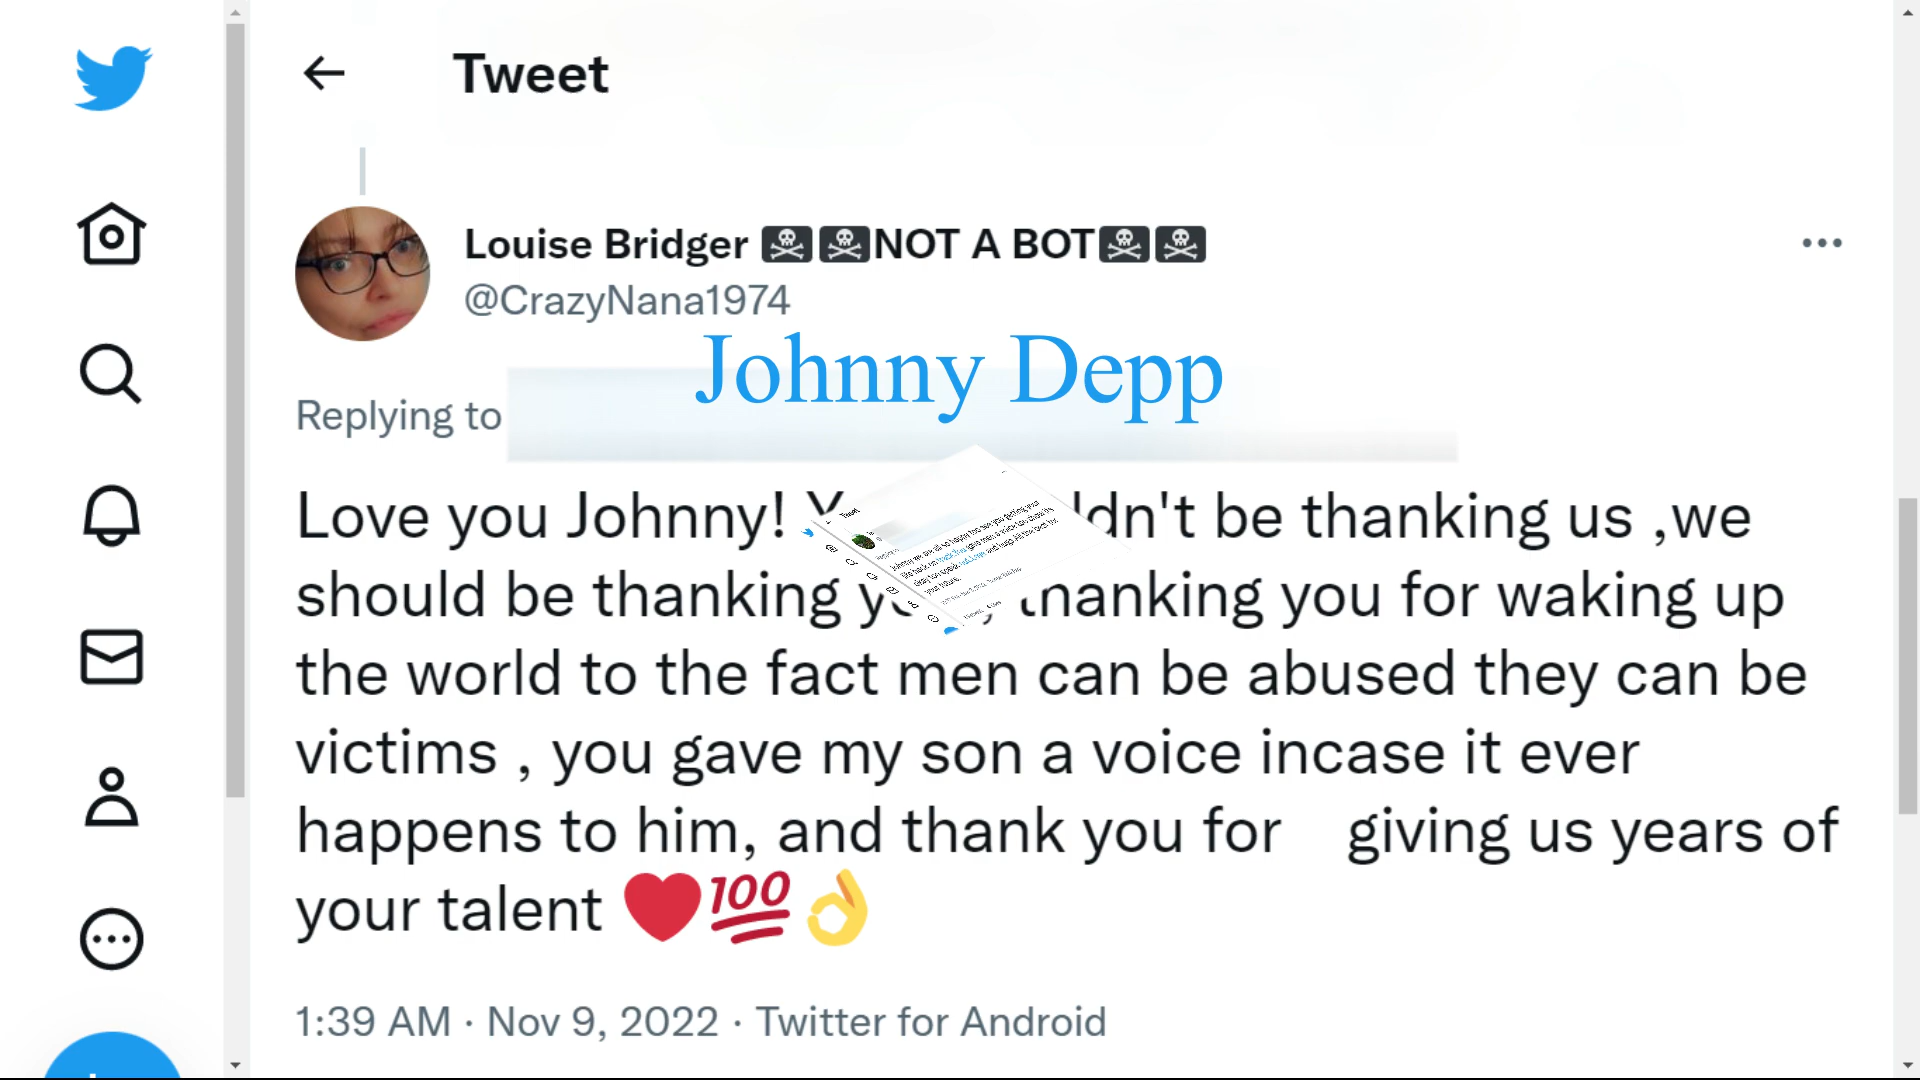 Tweet
Louise Bridger ☠️☠️NOT A BOT☠️☠️
@CrazyNana1974
Johnny Depp
Replying to
Love you Johnny! be thanking us ,we
should be thanking thanking you for waking up
the world to the fact men can be abused they can be
victims , you gave my son a voice incase it ever
happens to him, and thank you for giving us years of
your talent ❤️💯👌
1:39 AM · Nov 9, 2022 · Twitter for Android